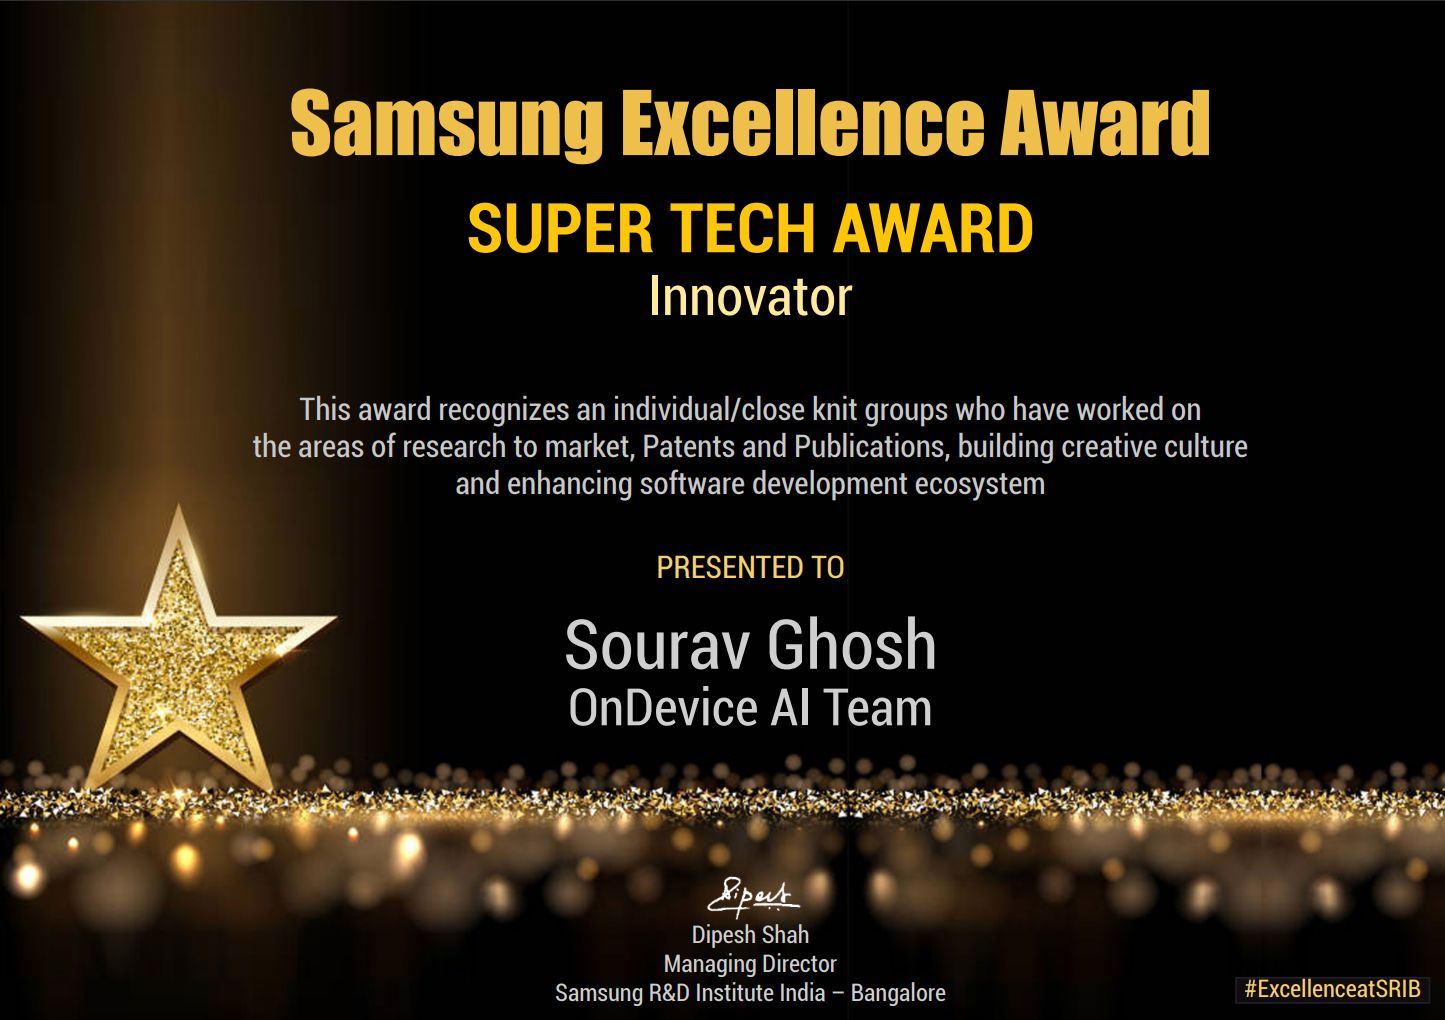 Samsung Excellence Award
SUPER TECH AWARD
Innovator
This award recognizes an individual/close knit groups who have worked on
the areas of research to market, Patents and Publications, building creative culture
and enhancing software development ecosystem
PRESENTED TO
Sourav Ghosh
OnDevice AI Team
Dipesh
Dipesh Shah
Managing Director
Samsung R&D Institute India – Bangalore
#ExcellenceatSRIB